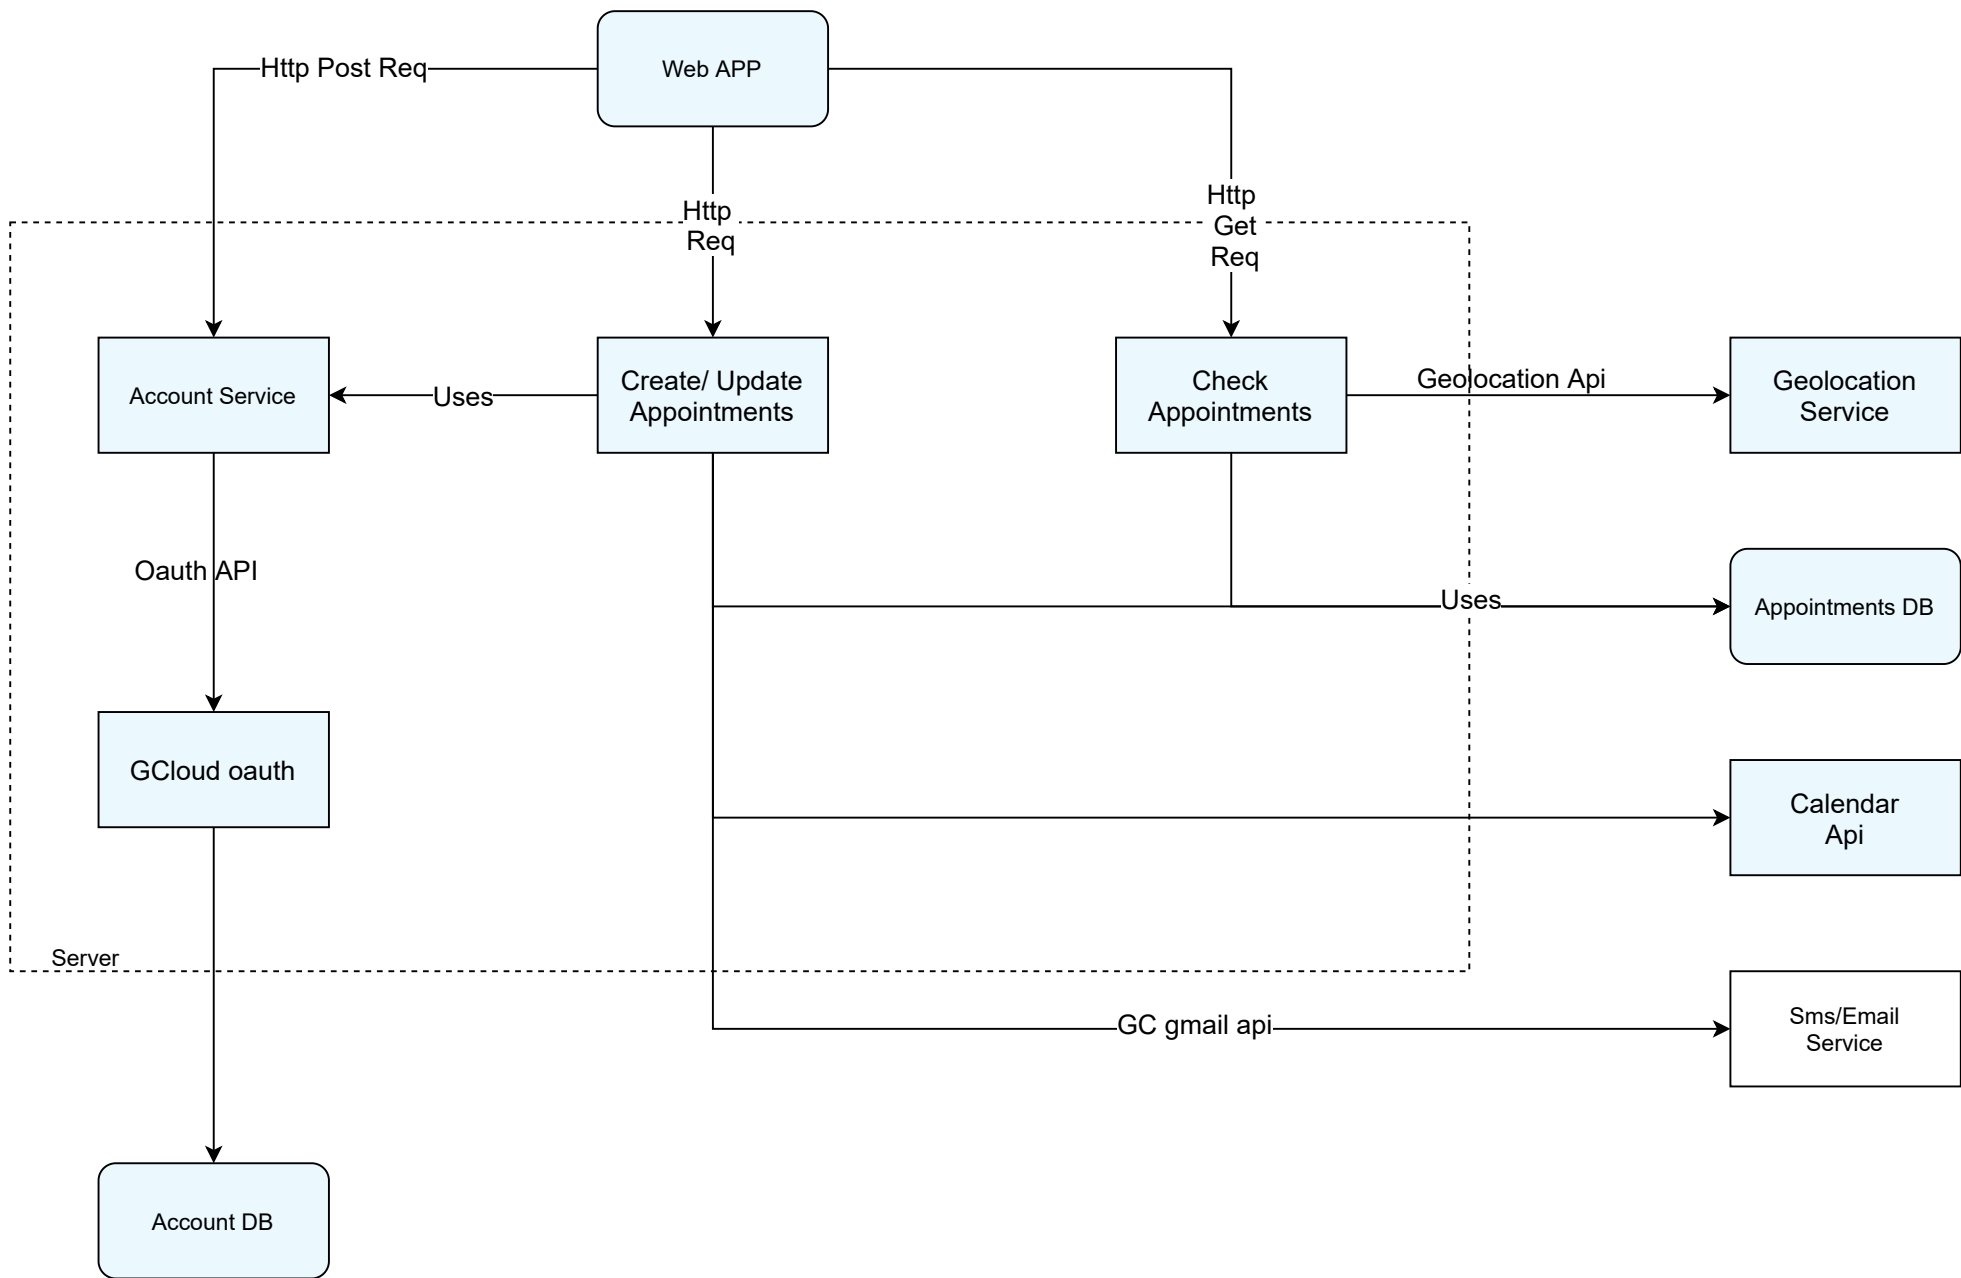 Web APP
Http Post Req
Http
Req
Http
Get
Req
Account Service
Uses
Create/ Update
Appointments
Check
Appointments
Geolocation Api
Geolocation
Service
Oauth API
Uses
Appointments DB
GCloud oauth
Calendar
Api
Server
GC gmail api
Sms/Email
Service
Account DB